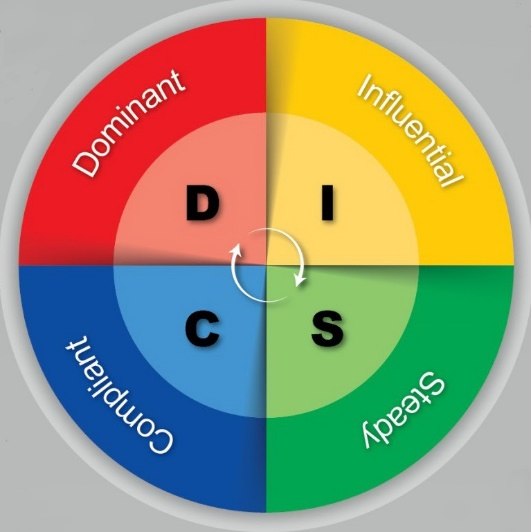 Dominant
Influential
D
I
C
S
Compliant
Steady